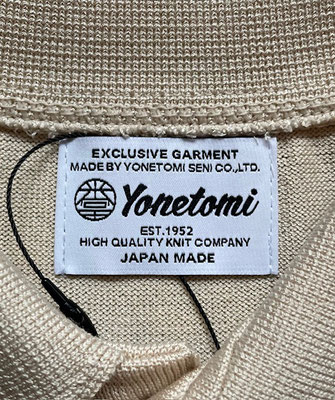 EXCLUSIVE GARMENT
MADE BY YONETOMI SENI CO.,LTD.
Yonetomi
EST.1952
HIGH QUALITY KNIT COMPANY
JAPAN MADE